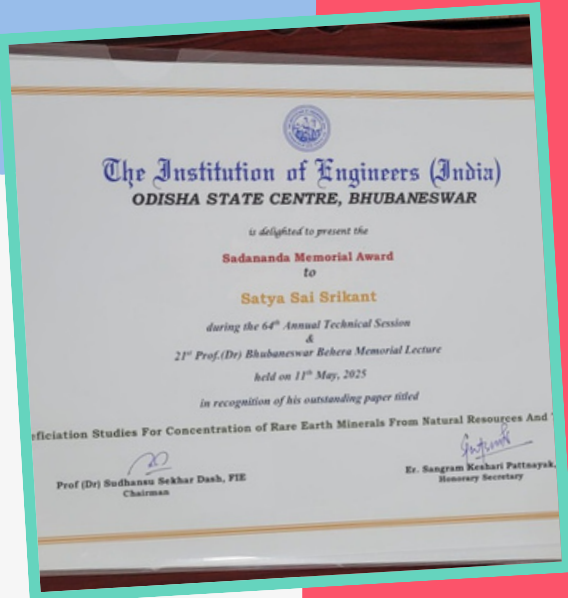 The Institution of Engineers (India)
ODISHA STATE CENTRE, BHUBANESWAR
is delighted to present the
Sadananda Memorial Award
to
Satya Sai Srikant
during the 64th Annual Technical Session
&
21st Prof.(Dr) Bhubaneswar Behera Memorial Lecture
held on 11th May, 2025
in recognition of his outstanding paper titled
eficiation Studies For Concentration of Rare Earth Minerals From Natural Resources And
Prof (Dr) Sudhansu Sekhar Dash, FIE
Chairman
Er. Sangram Keshari Pattnayak,
Honorary Secretary